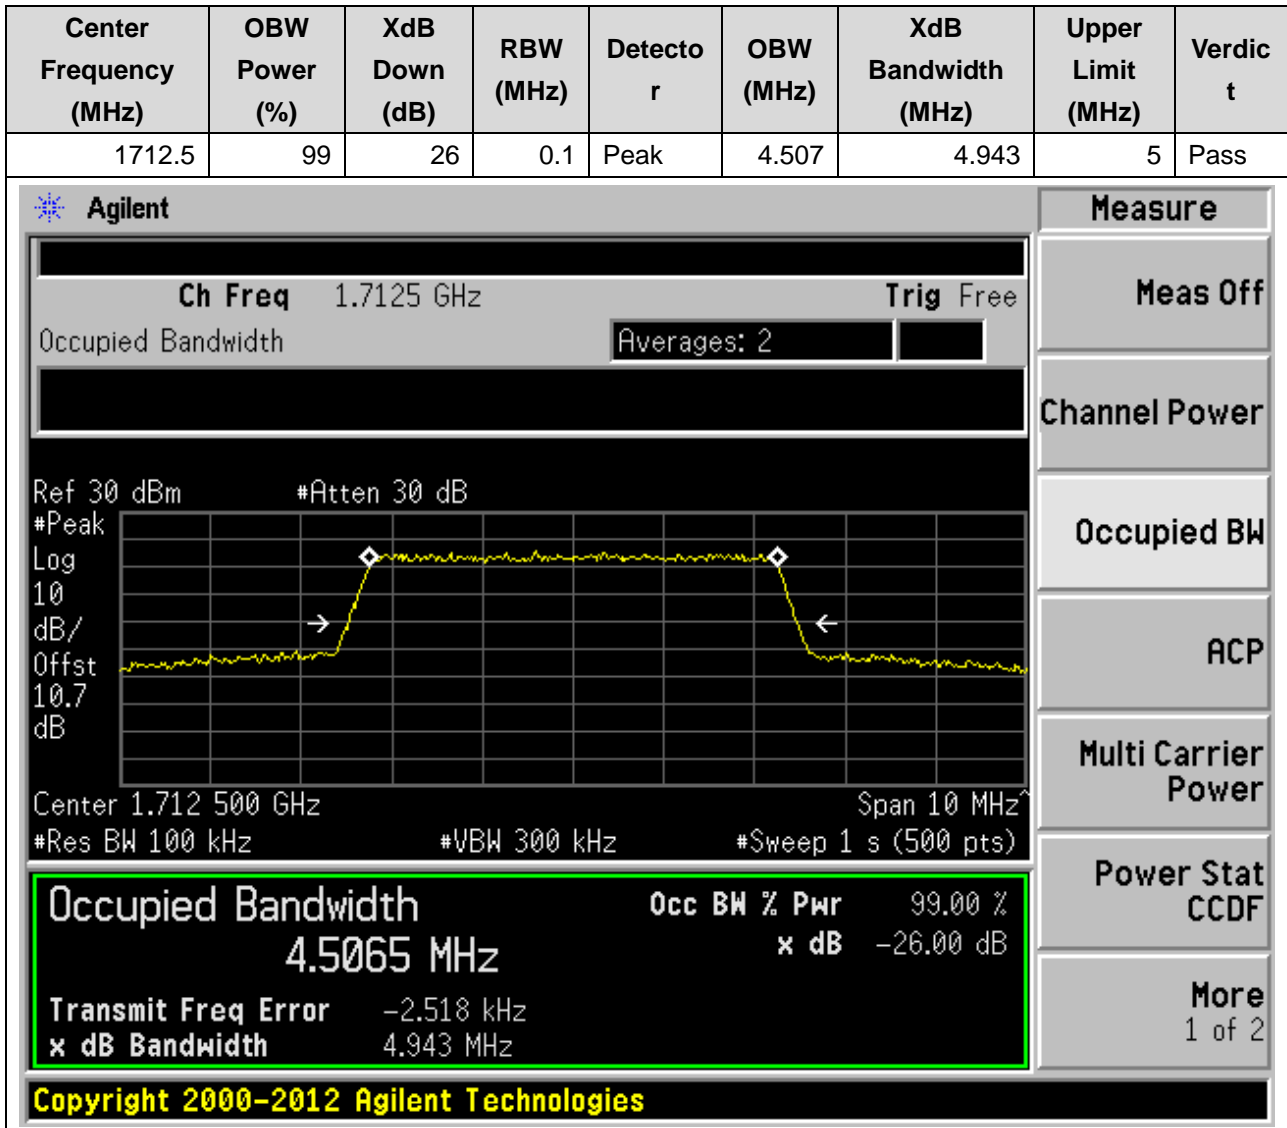 Center Frequency (MHz) OBW Power (%) XdB Down (dB) RBW (MHz) Detector OBW (MHz) XdB Bandwidth (MHz) Upper Limit (MHz) Verdict
1712.5 99 26 0.1 Peak 4.507 4.943 5 Pass
Agilent
Measure
Ch Freq 1.7125 GHz Trig Free
Meas Off
Occupied Bandwidth Averages: 2
Channel Power
Ref 30 dBm #Atten 30 dB
#Peak
Log
10
dB/
Offst
10.7
dB
Occupied BW
ACP
Multi Carrier
Power
Center 1.712 500 GHz Span 10 MHz^
#Res BW 100 kHz #VBW 300 kHz #Sweep 1 s (500 pts)
Power Stat
CCDF
Occupied Bandwidth Occ BW % Pwr 99.00 %
4.5065 MHz x dB -26.00 dB
Transmit Freq Error -2.518 kHz
x dB Bandwidth 4.943 MHz
More
1 of 2
Copyright 2000-2012 Agilent Technologies